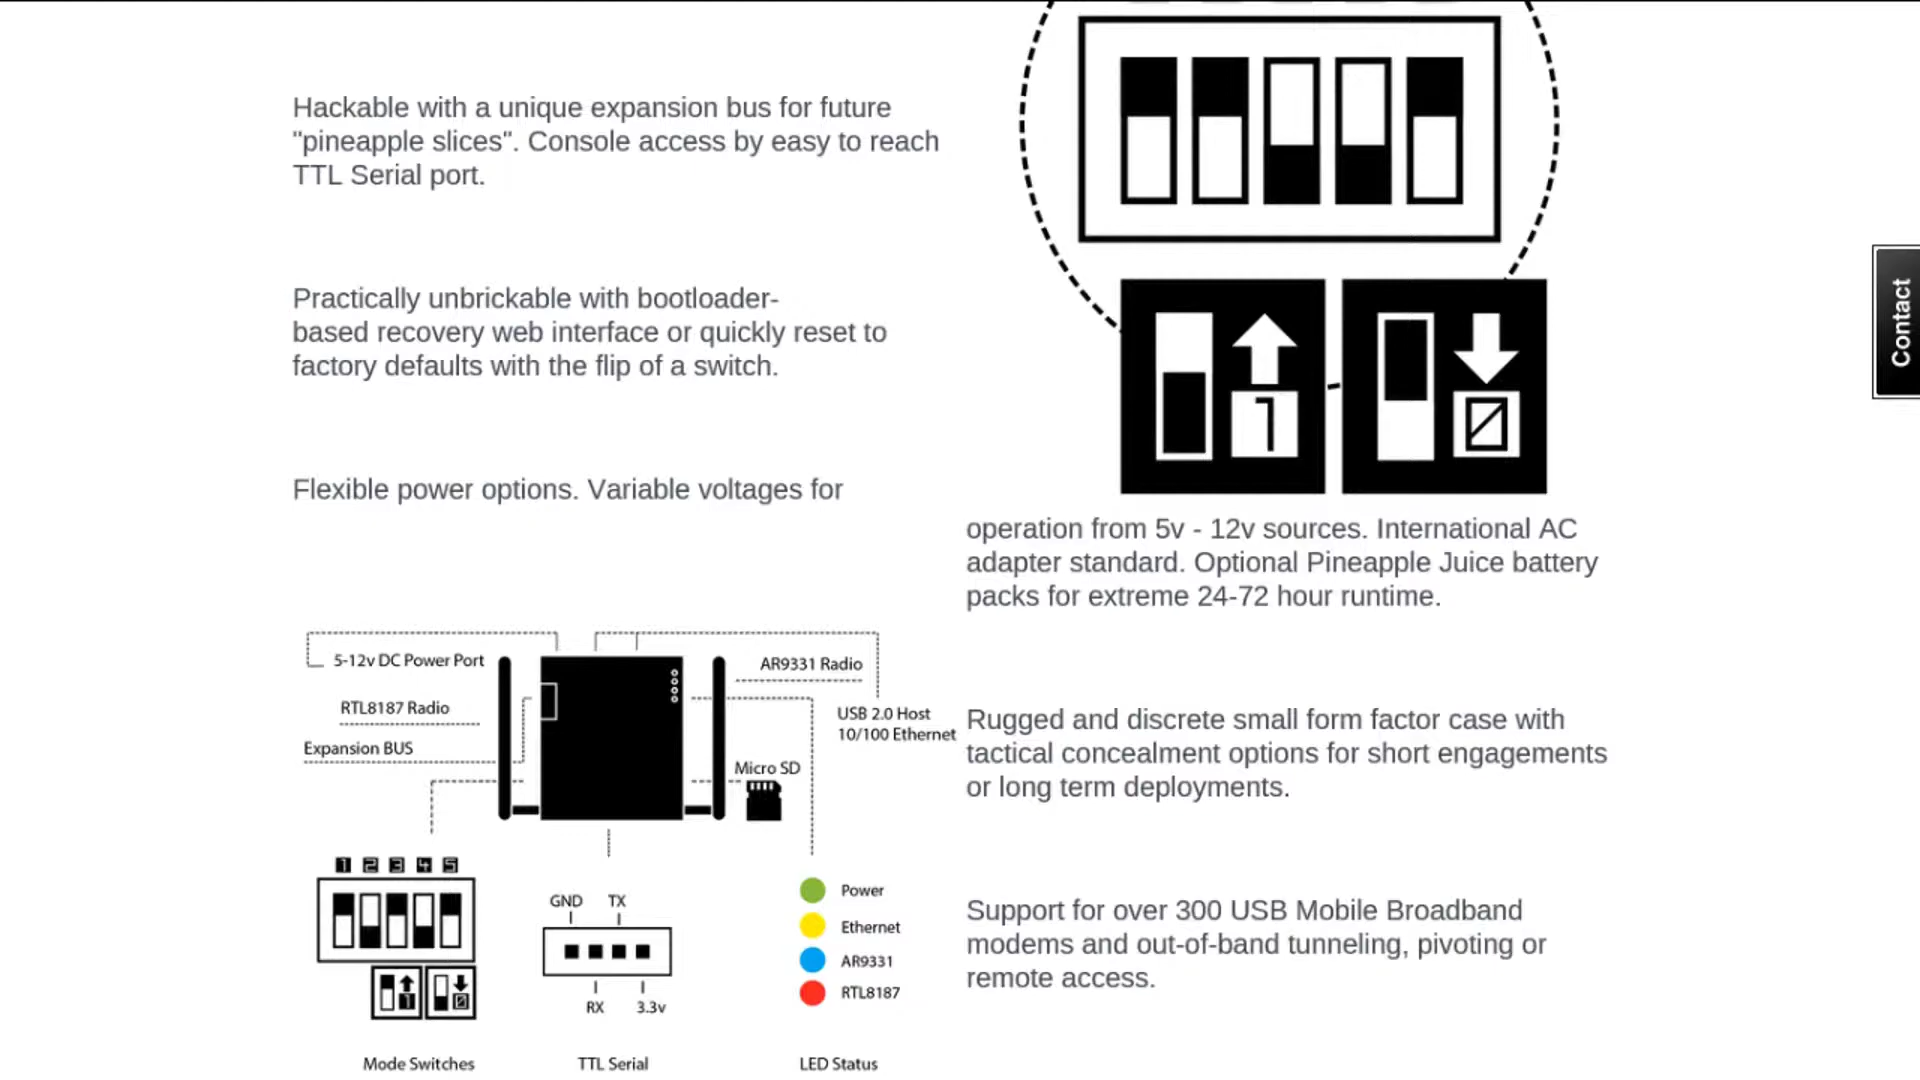 Hackable with a unique expansion bus for future
"pineapple slices". Console access by easy to reach
TTL Serial port.
Practically unbrickable with bootloader-
based recovery web interface or quickly reset to
factory defaults with the flip of a switch.
Flexible power options. Variable voltages for
1
0
operation from 5v - 12v sources. International AC
adapter standard. Optional Pineapple Juice battery
packs for extreme 24-72 hour runtime.
Rugged and discrete small form factor case with
tactical concealment options for short engagements
or long term deployments.
Support for over 300 USB Mobile Broadband
modems and out-of-band tunneling, pivoting or
remote access.
5-12v DC Power Port
RTL8187 Radio
Expansion BUS
AR9331 Radio
USB 2.0 Host
10/100 Ethernet
Micro SD
1 2 3 4 5
1
0
Mode Switches
GND TX
RX 3.3v
TTL Serial
Power
Ethernet
AR9331
RTL8187
LED Status
Contact